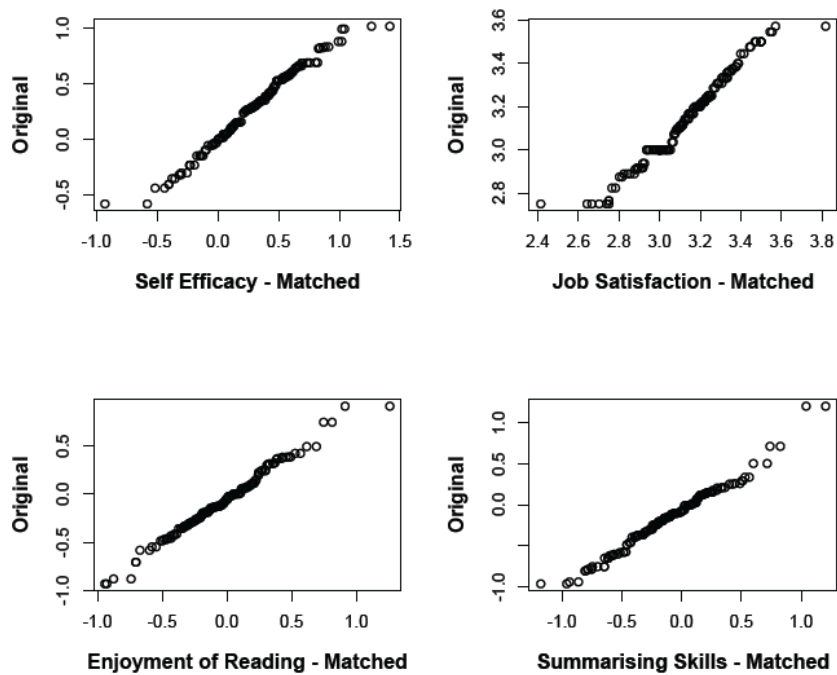 Original
1.0
0.5
0.0
-0.5
-1.0 -0.5 0.0 0.5 1.0 1.5
Self Efficacy - Matched
Original
3.6
3.4
3.2
3.0
2.8
2.4 2.6 2.8 3.0 3.2 3.4 3.6 3.8
Job Satisfaction - Matched
Original
0.5
0.0
-0.5
-1.0
-1.0 -0.5 0.0 0.5 1.0
Enjoyment of Reading - Matched
Original
1.0
0.5
0.0
-1.0
-1.0 -0.5 0.0 0.5 1.0
Summarising Skills - Matched